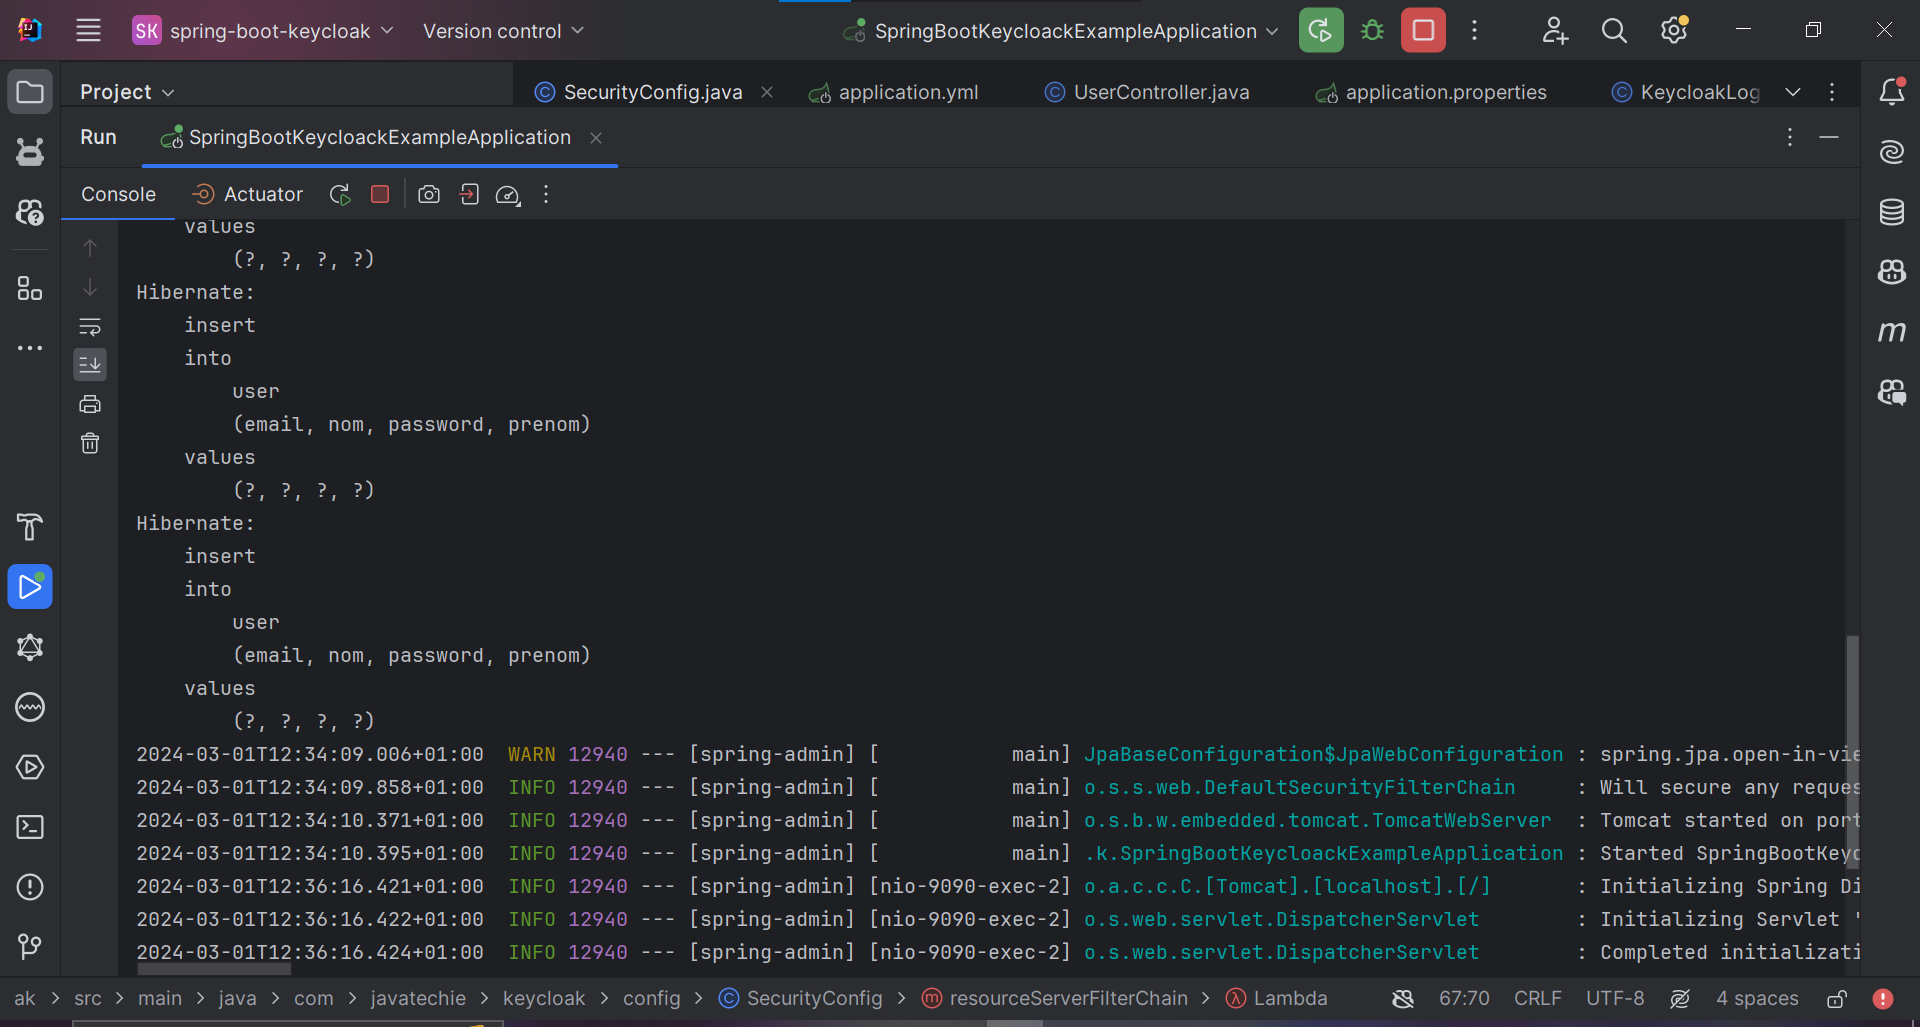 SK spring-boot-keycloak Version control SpringBootKeycloackExampleApplication
Project SecurityConfig.java application.yml UserController.java application.properties KeycloakLog
Run SpringBootKeycloackExampleApplication
Console Actuator
values
(?, ?, ?, ?)
Hibernate:
insert
into
user
(email, nom, password, prenom)
values
(?, ?, ?, ?)
Hibernate:
insert
into
user
(email, nom, password, prenom)
values
(?, ?, ?, ?)
2024-03-01T12:34:09.006+01:00 WARN 12940 --- [spring-admin] [ main] JpaBaseConfiguration$JpaWebConfiguration : spring.jpa.open-in-vie
2024-03-01T12:34:09.858+01:00 INFO 12940 --- [spring-admin] [ main] o.s.s.web.DefaultSecurityFilterChain : Will secure any reques
2024-03-01T12:34:10.371+01:00 INFO 12940 --- [spring-admin] [ main] o.s.b.w.embedded.tomcat.TomcatWebServer : Tomcat started on port
2024-03-01T12:34:10.395+01:00 INFO 12940 --- [spring-admin] [ main] .k.SpringBootKeycloackExampleApplication : Started SpringBootKeyc
2024-03-01T12:36:16.421+01:00 INFO 12940 --- [spring-admin] [nio-9090-exec-2] o.a.c.c.C.[Tomcat].[localhost].[/] : Initializing Spring Di
2024-03-01T12:36:16.422+01:00 INFO 12940 --- [spring-admin] [nio-9090-exec-2] o.s.web.servlet.DispatcherServlet : Initializing Servlet '
2024-03-01T12:36:16.424+01:00 INFO 12940 --- [spring-admin] [nio-9090-exec-2] o.s.web.servlet.DispatcherServlet : Completed initializati
ak > src > main > java > com > javatechie > keycloak > config > SecurityConfig > resourceServerFilterChain > Lambda 67:70 CRLF UTF-8 4 spaces